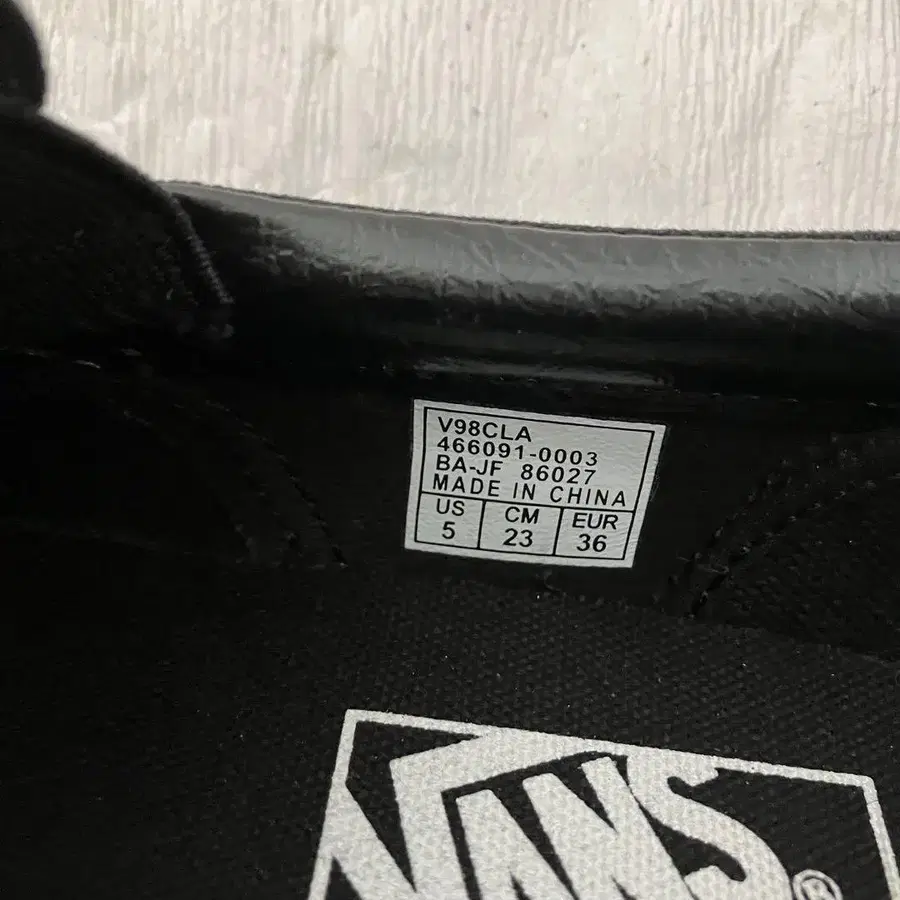 V98CLA
466091-0003
BA-JF 86027
MADE IN CHINA
US CM EUR
5 23 36
VANS®